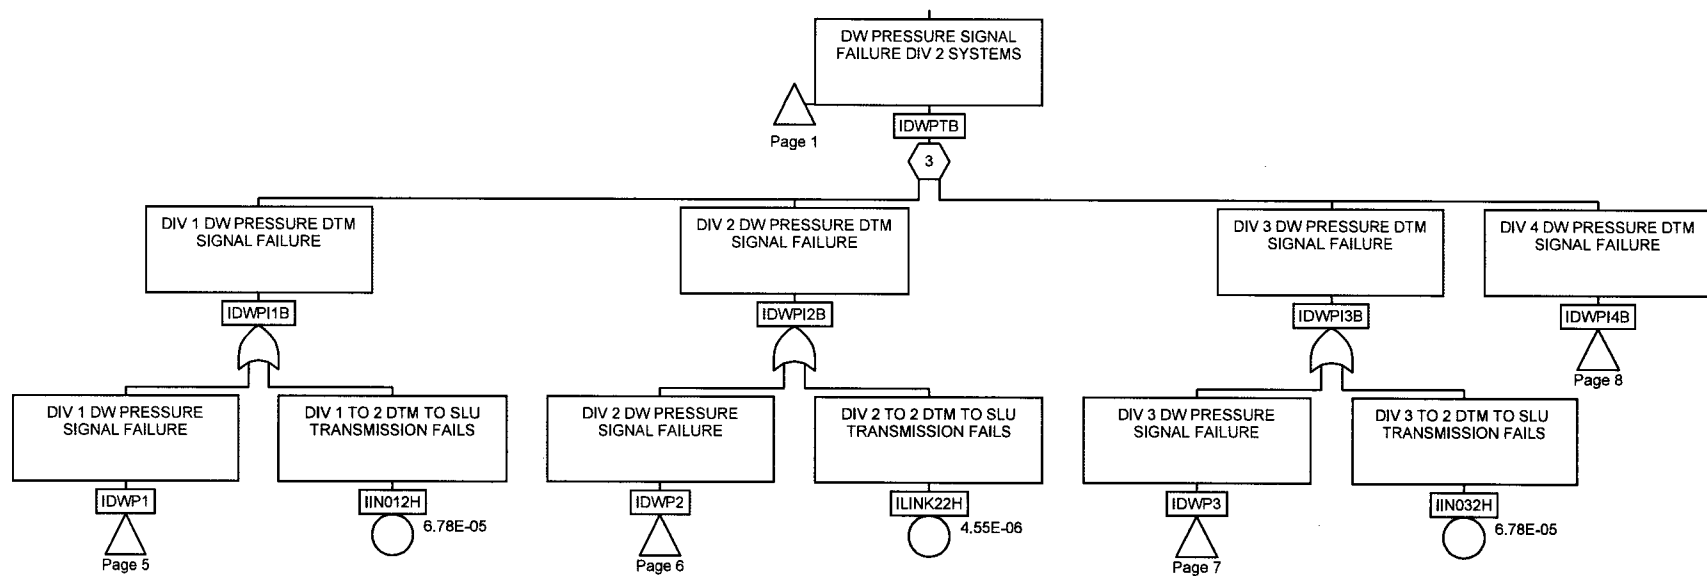 DW PRESSURE SIGNAL
FAILURE DIV 2 SYSTEMS
Page 1
IDWPTB
3
DIV 1 DW PRESSURE DTM
SIGNAL FAILURE
IDWPI1B
DIV 2 DW PRESSURE DTM
SIGNAL FAILURE
IDWPI2B
DIV 3 DW PRESSURE DTM
SIGNAL FAILURE
IDWPI3B
DIV 4 DW PRESSURE DTM
SIGNAL FAILURE
IDWPI4B
Page 8
DIV 1 DW PRESSURE
SIGNAL FAILURE
IDWP1
Page 5
DIV 1 TO 2 DTM TO SLU
TRANSMISSION FAILS
IIN012H
6.78E-05
DIV 2 DW PRESSURE
SIGNAL FAILURE
IDWP2
Page 6
DIV 2 TO 2 DTM TO SLU
TRANSMISSION FAILS
ILINK22H
4.55E-06
DIV 3 DW PRESSURE
SIGNAL FAILURE
IDWP3
Page 7
DIV 3 TO 2 DTM TO SLU
TRANSMISSION FAILS
IIN032H
6.78E-05